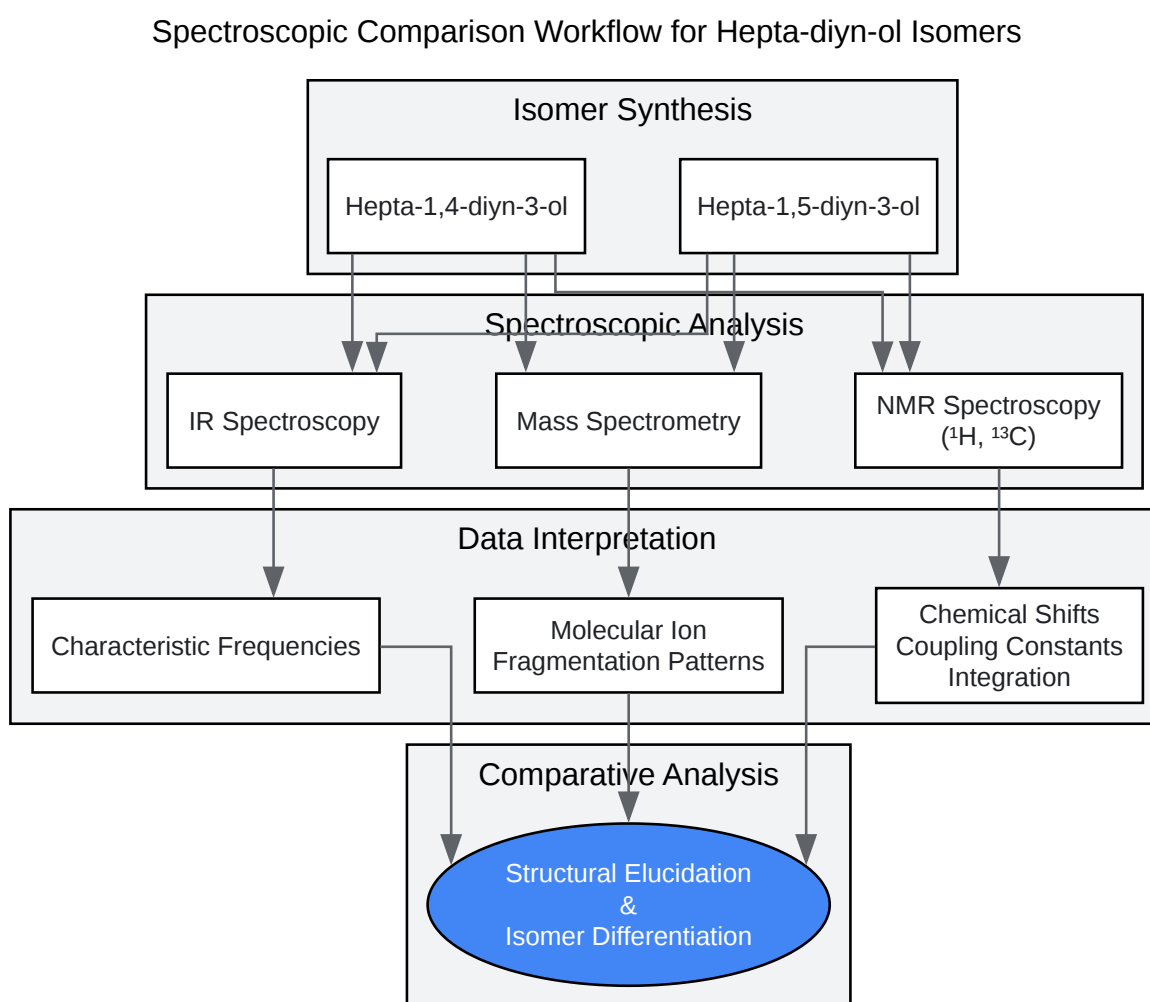 Spectroscopic Comparison Workflow for Hepta-diyn-ol Isomers
Isomer Synthesis
Hepta-1,4-diyn-3-ol
Hepta-1,5-diyn-3-ol
Spectroscopic Analysis
IR Spectroscopy
Mass Spectrometry
NMR Spectroscopy
(¹H, ¹³C)
Data Interpretation
Characteristic Frequencies
Molecular Ion
Fragmentation Patterns
Chemical Shifts
Coupling Constants
Integration
Comparative Analysis
Structural Elucidation
&
Isomer Differentiation